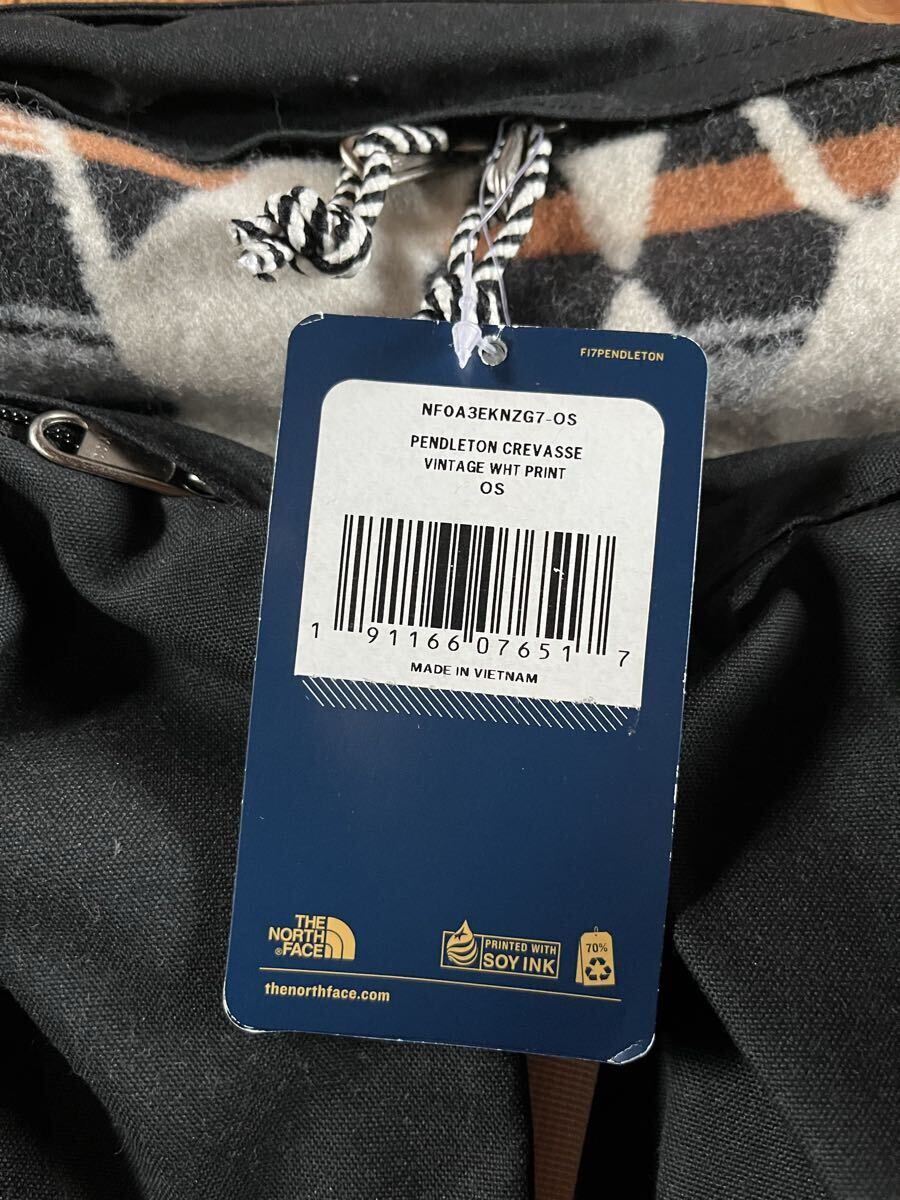 F17PENDLETON
NF0A3EKNZG7-OS
PENDLETON CREVASSE
VINTAGE WHT PRINT
OS
1 91166 07651 7
MADE IN VIETNAM
THE
NORTH
®FACE
PRINTED WITH
SOY INK
70%
thenorthface.com